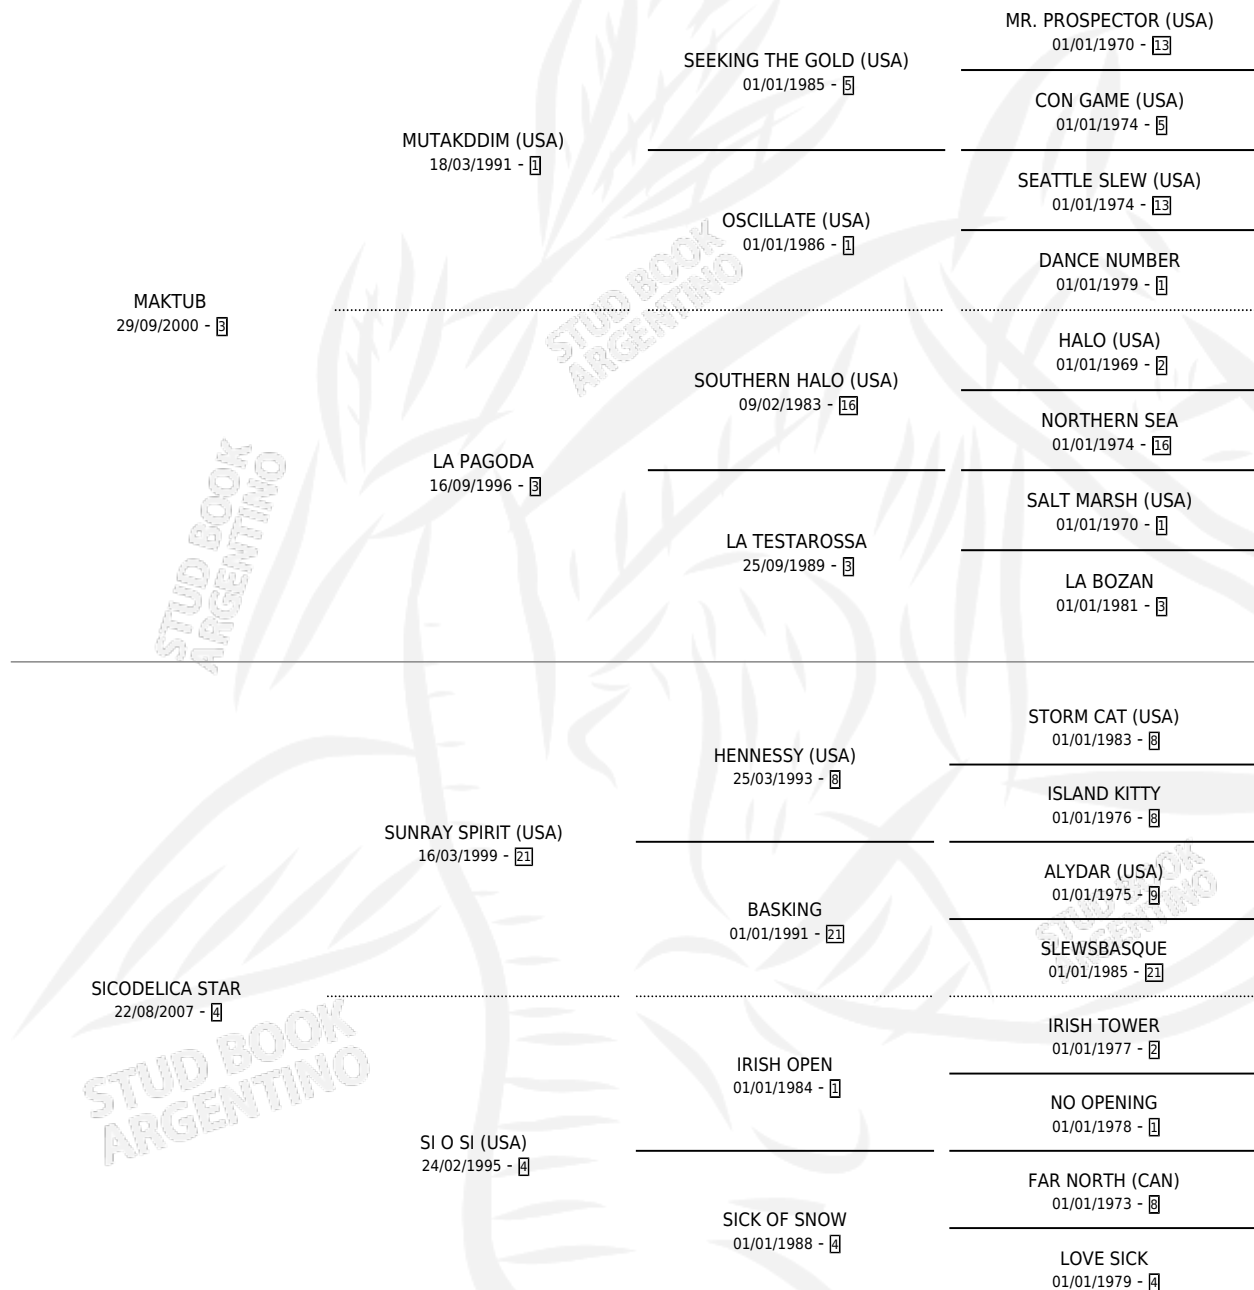 MR. PROSPECTOR (USA)
01/01/1970 - 13
SEEKING THE GOLD (USA)
01/01/1985 - 5
CON GAME (USA)
01/01/1974 - 5
MUTAKDDIM (USA)
18/03/1991 - 1
SEATTLE SLEW (USA)
01/01/1974 - 13
OSCILLATE (USA)
01/01/1986 - 1
DANCE NUMBER
01/01/1979 - 1
MAKTUB
29/09/2000 - 3
HALO (USA)
01/01/1969 - 2
SOUTHERN HALO (USA)
09/02/1983 - 16
NORTHERN SEA
01/01/1974 - 16
LA PAGODA
16/09/1996 - 3
SALT MARSH (USA)
01/01/1970 - 1
LA TESTAROSSA
25/09/1989 - 3
LA BOZAN
01/01/1981 - 3
STORM CAT (USA)
01/01/1983 - 8
HENNESSY (USA)
25/03/1993 - 8
ISLAND KITTY
01/01/1976 - 8
SUNRAY SPIRIT (USA)
16/03/1999 - 21
ALYDAR (USA)
01/01/1975 - 9
BASKING
01/01/1991 - 21
SLEWSBASQUE
01/01/1985 - 21
SICODELICA STAR
22/08/2007 - 4
IRISH TOWER
01/01/1977 - 2
IRISH OPEN
01/01/1984 - 1
NO OPENING
01/01/1978 - 1
SI O SI (USA)
24/02/1995 - 4
FAR NORTH (CAN)
01/01/1973 - 8
SICK OF SNOW
01/01/1988 - 4
LOVE SICK
01/01/1979 - 4
STUD BOOK
ARGENTINO
STUD BOOK
ARGENTINO
STUD BOOK
ARGENTINO
STUD BOOK
ARGENTINO